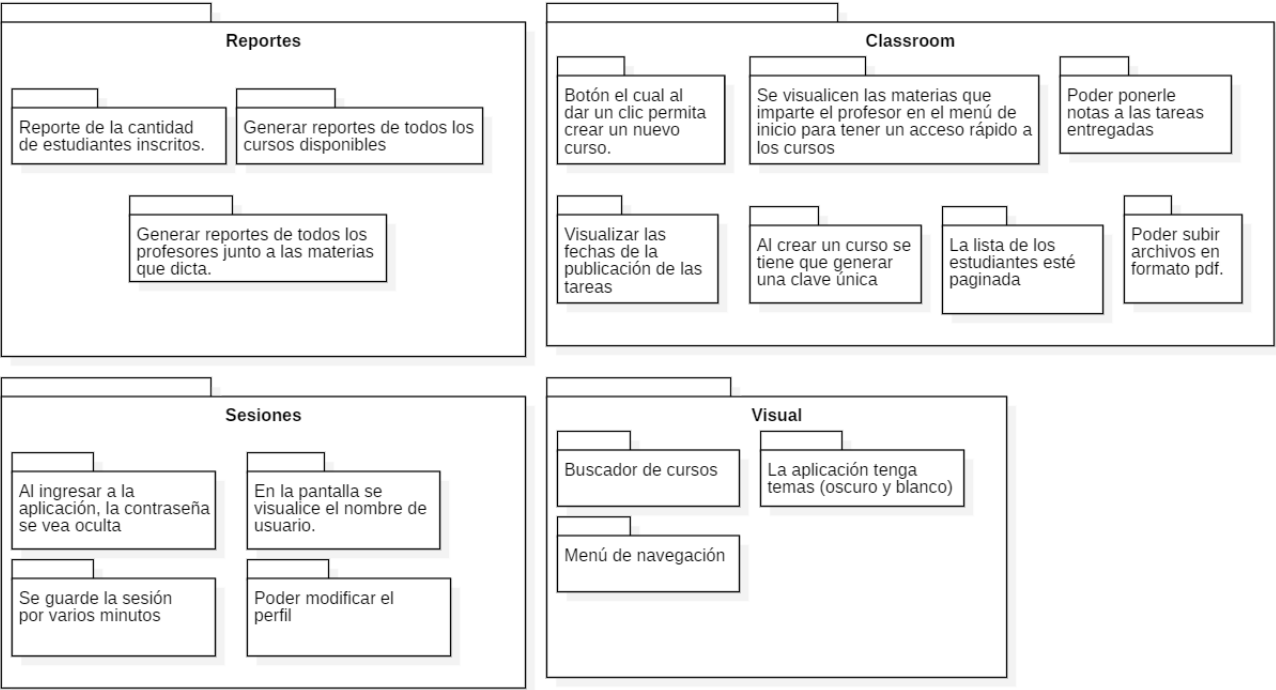 Reportes
Reporte de la cantidad
de estudiantes inscritos.
Generar reportes de todos los
cursos disponibles
Generar reportes de todos los
profesores junto a las materias
que dicta.
Classroom
Botón el cual al
dar un clic permita
crear un nuevo
curso.
Se visualicen las materias que
imparte el profesor en el menú de
inicio para tener un acceso rápido a
los cursos
Poder ponerle
notas a las tareas
entregadas
Visualizar las
fechas de la
publicación de las
tareas
Al crear un curso se
tiene que generar
una clave única
La lista de los
estudiantes esté
paginada
Poder subir
archivos en
formato pdf.
Sesiones
Al ingresar a la
aplicación, la contraseña
se vea oculta
En la pantalla se
visualice el nombre de
usuario.
Se guarde la sesión
por varios minutos
Poder modificar el
perfil
Visual
Buscador de cursos
La aplicación tenga
temas (oscuro y blanco)
Menú de navegación